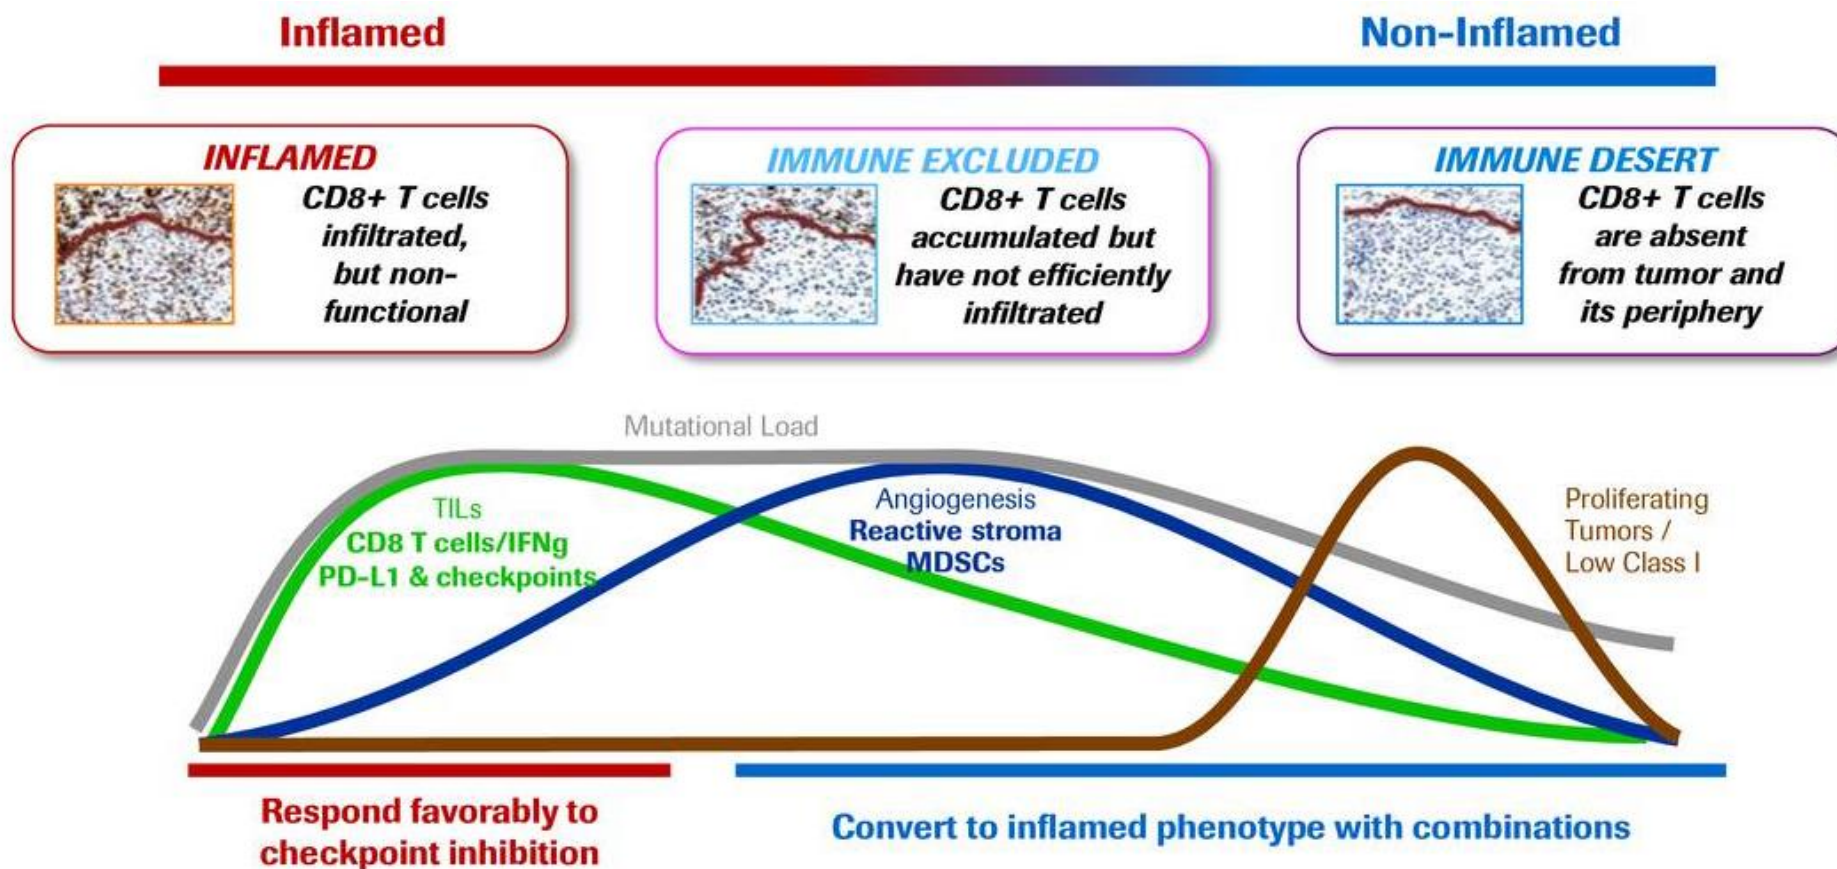 Inflamed
Non-Inflamed
INFLAMED
CD8+ T cells
infiltrated,
but non-
functional
IMMUNE EXCLUDED
CD8+ T cells
accumulated but
have not efficiently
infiltrated
IMMUNE DESERT
CD8+ T cells
are absent
from tumor and
its periphery
Mutational Load
TILs
CD8 T cells/IFNg
PD-L1 & checkpoints
Angiogenesis
Reactive stroma
MDSCs
Proliferating
Tumors /
Low Class I
Respond favorably to
checkpoint inhibition
Convert to inflamed phenotype with combinations